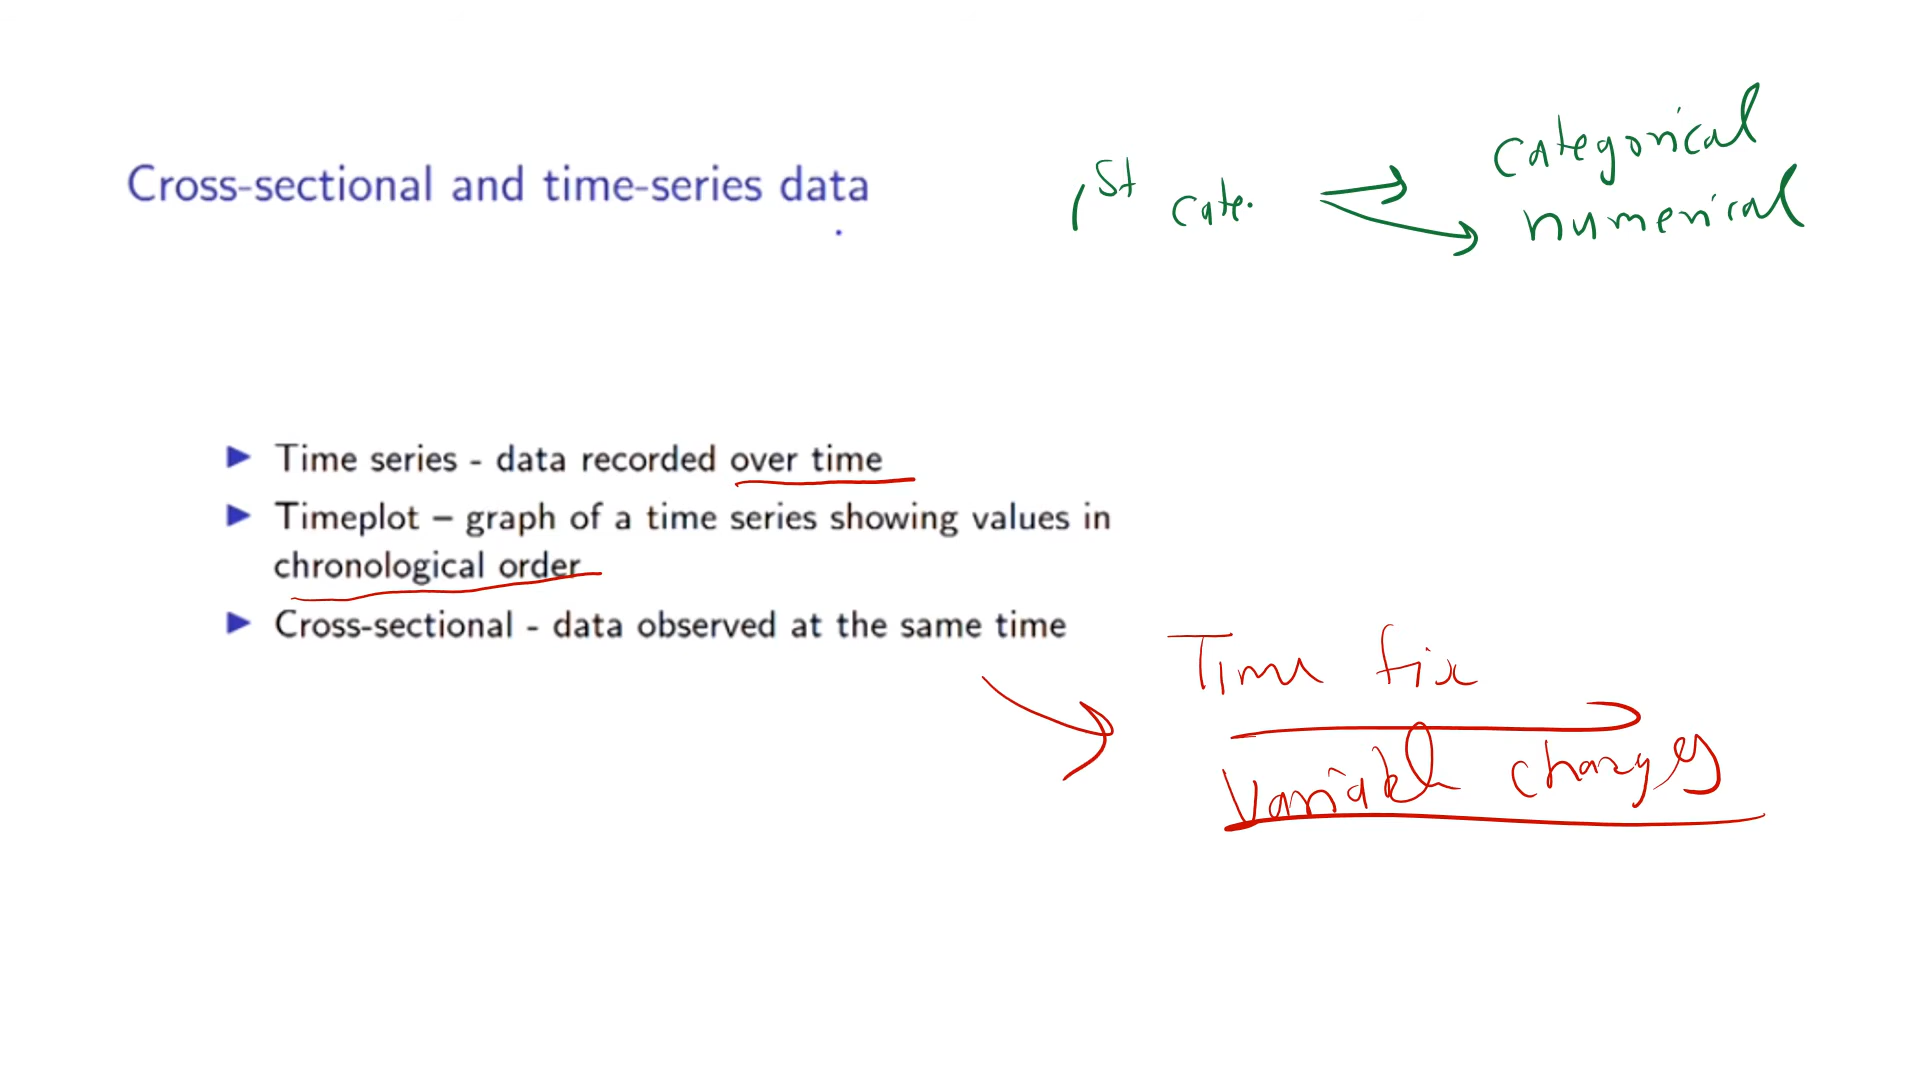 Cross-sectional and time-series data
1st cate.
categorical
numerical
▶ Time series - data recorded over time
▶ Timeplot – graph of a time series showing values in
chronological order
▶ Cross-sectional - data observed at the same time
Time fix
Variable changes